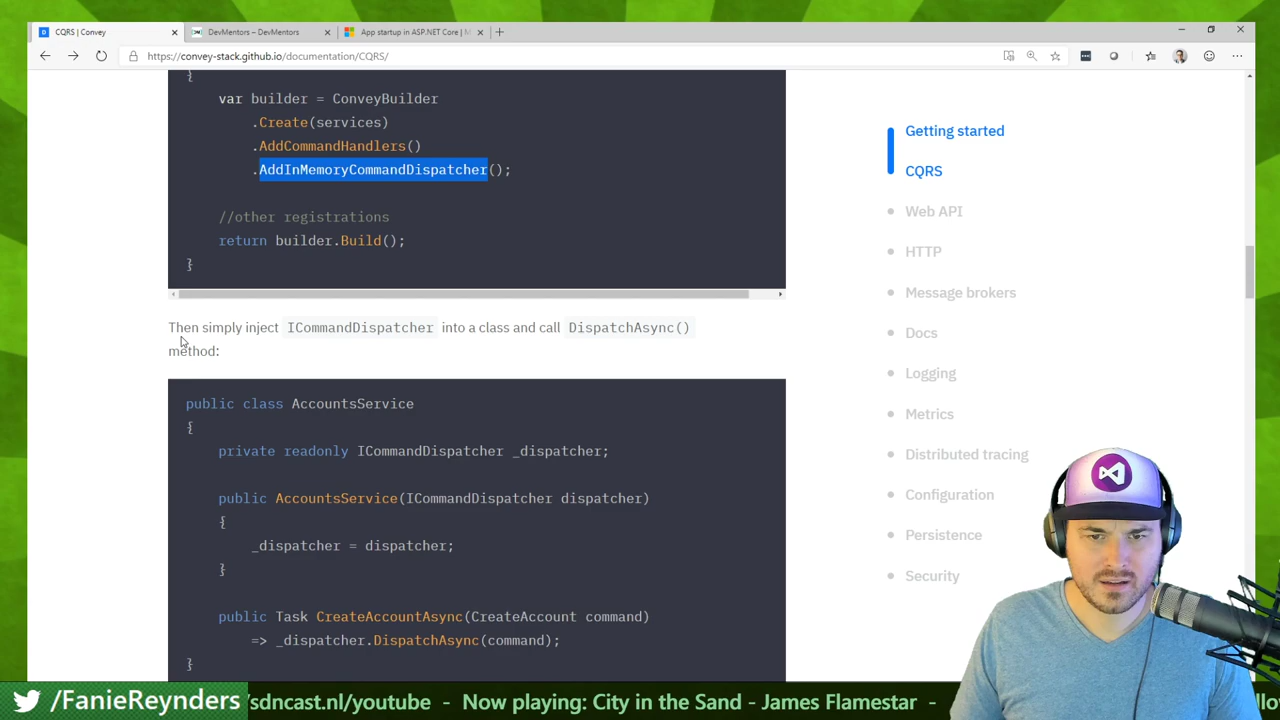 CQRS | Convey
DevMentors – DevMentors
App startup in ASP.NET Core | M
https://convey-stack.github.io/documentation/CQRS/
{
var builder = ConveyBuilder
.Create(services)
.AddCommandHandlers()
.AddInMemoryCommandDispatcher();
//other registrations
return builder.Build();
}
Then simply inject ICommandDispatcher into a class and call DispatchAsync()
method:
public class AccountsService
{
private readonly ICommandDispatcher _dispatcher;
public AccountsService(ICommandDispatcher dispatcher)
{
_dispatcher = dispatcher;
}
public Task CreateAccountAsync(CreateAccount command)
=> _dispatcher.DispatchAsync(command);
}
Getting started
CQRS
Web API
HTTP
Message brokers
Docs
Logging
Metrics
Distributed tracing
Configuration
Persistence
Security
/FanieReynders
/sdncast.nl/youtube - Now playing: City in the Sand - James Flamestar -